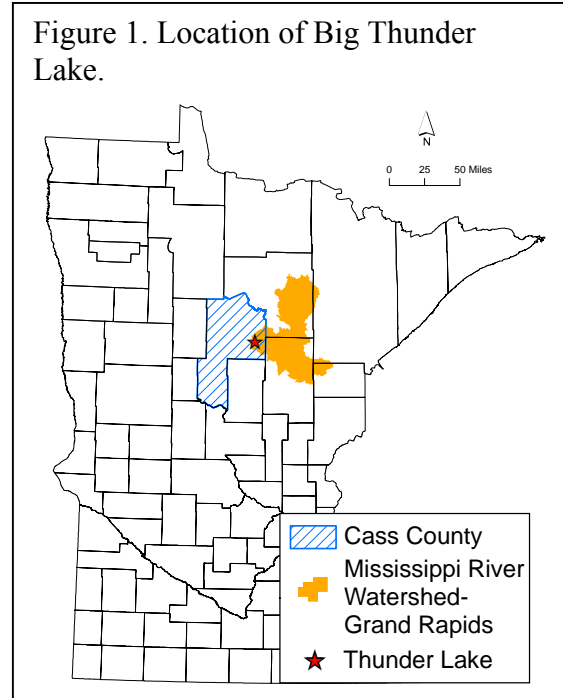 Figure 1. Location of Big Thunder
Lake.
N
0 25 50 Miles
Cass County
Mississippi River
Watershed-
Grand Rapids
Thunder Lake